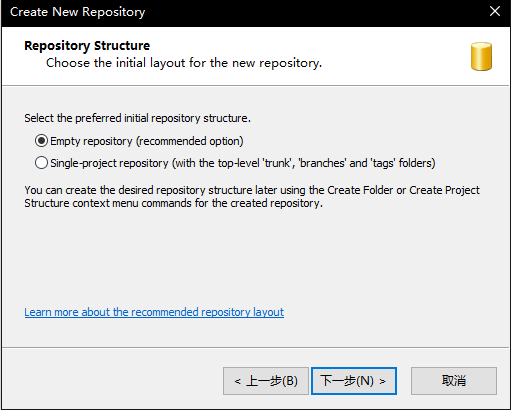 Create New Repository
Repository Structure
Choose the initial layout for the new repository.
Select the preferred initial repository structure.
Empty repository (recommended option)
Single-project repository (with the top-level 'trunk', 'branches' and 'tags' folders)
You can create the desired repository structure later using the Create Folder or Create Project
Structure context menu commands for the created repository.
Learn more about the recommended repository layout
< 上一步(B)
下一步(N) >
取消